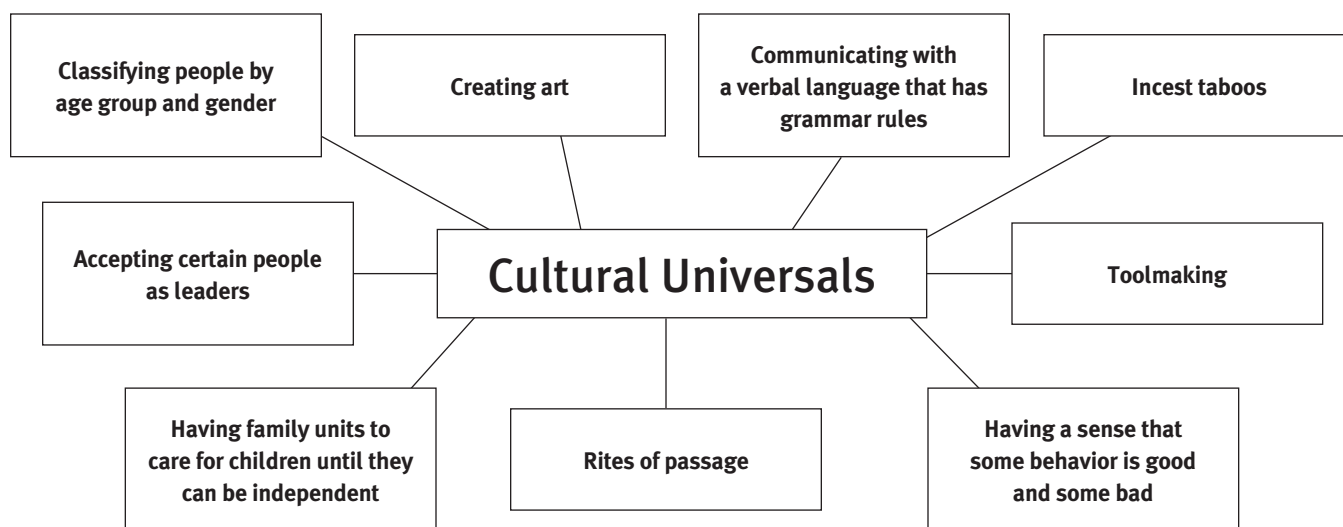 Classifying people by
age group and gender
Creating art
Communicating with
a verbal language that has
grammar rules
Incest taboos
Accepting certain people
as leaders
Cultural Universals
Toolmaking
Having family units to
care for children until they
can be independent
Rites of passage
Having a sense that
some behavior is good
and some bad